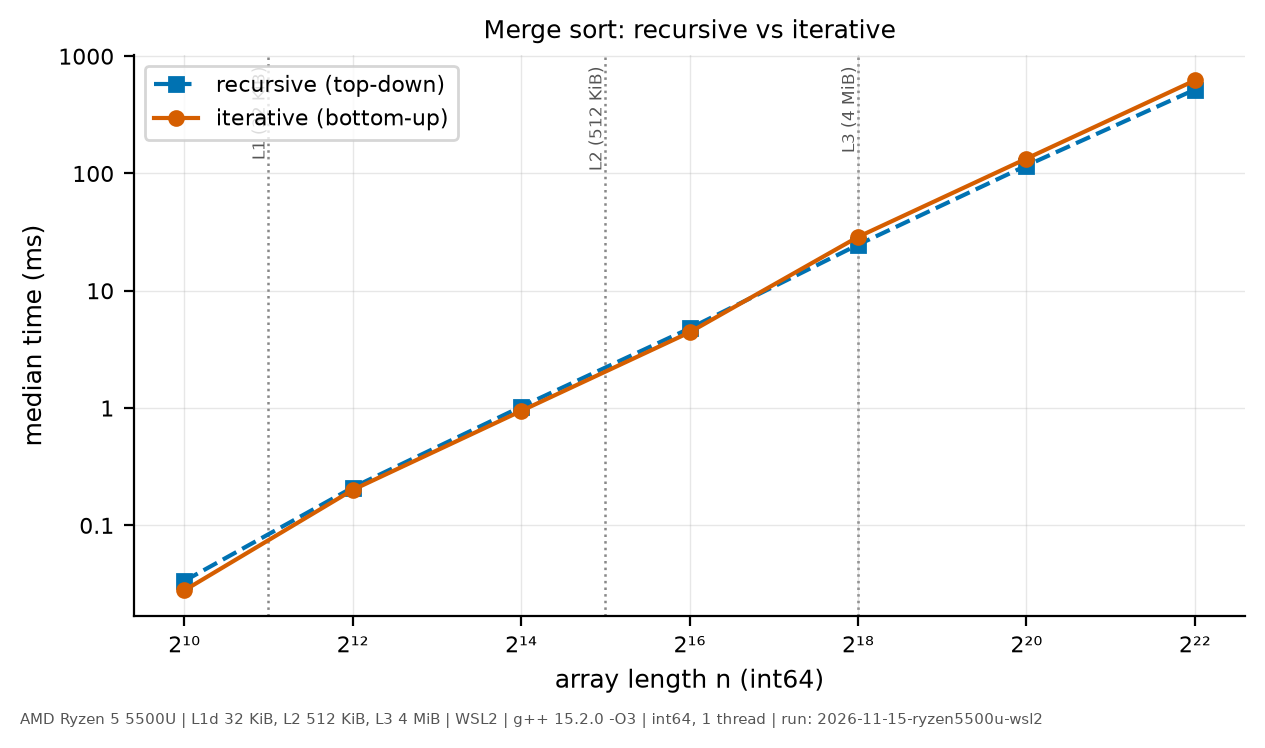 Merge sort: recursive vs iterative
recursive (top-down)
iterative (bottom-up)
L1 KiB)
L2 (512 KiB)
L3 (4 MiB)
median time (ms)
1000
100
10
1
0.1
2¹⁰ 2¹² 2¹⁴ 2¹⁶ 2¹⁸ 2²⁰ 2²²
array length n (int64)
AMD Ryzen 5 5500U | L1d 32 KiB, L2 512 KiB, L3 4 MiB | WSL2 | g++ 15.2.0 -O3 | int64, 1 thread | run: 2026-11-15-ryzen5500u-wsl2